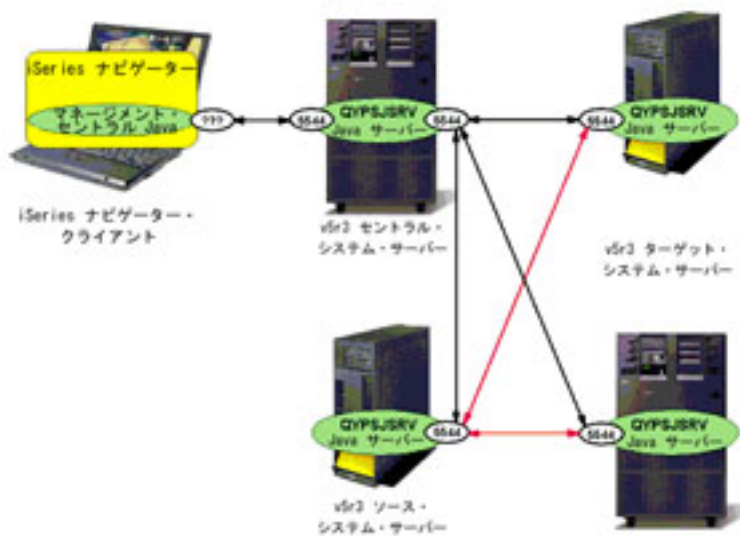 iSeries ナビゲーター
マネージメント・
セントラル Java
???
5544
QYPSJSRV
Java サーバー
5544
5544
QYPSJSRV
Java サーバー
iSeries ナビゲーター・
クライアント
v5r3 セントラル・
システム・サーバー
v5r3 ターゲット・
システム・サーバー
QYPSJSRV
Java サーバー
5544
5544
QYPSJSRV
Java サーバー
v5r3 ソース・
システム・サーバー